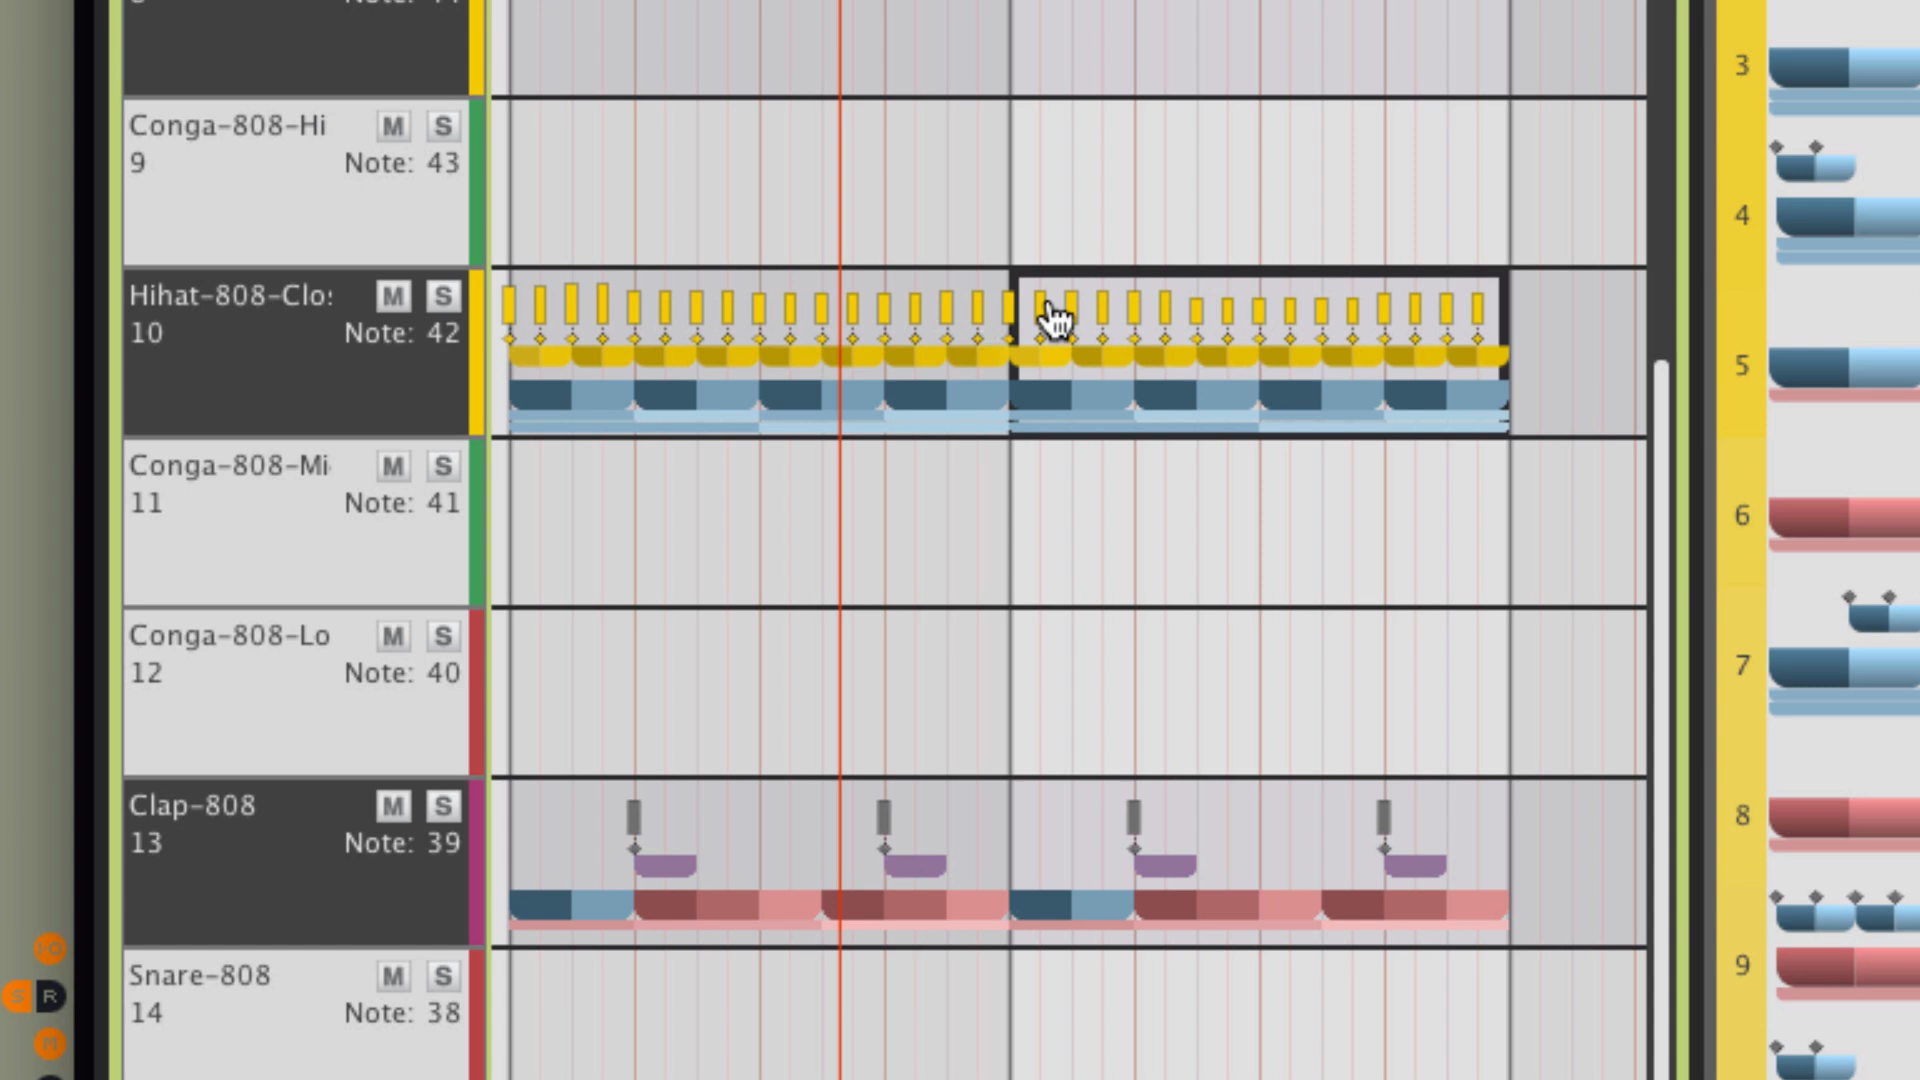 Conga-808-Hi M S
9 Note: 43
Hihat-808-Clo M S
10 Note: 42
Conga-808-Mi M S
11 Note: 41
Conga-808-Lo M S
12 Note: 40
Clap-808 M S
13 Note: 39
Snare-808 M S
14 Note: 38
S R
3
4
5
6
7
8
9